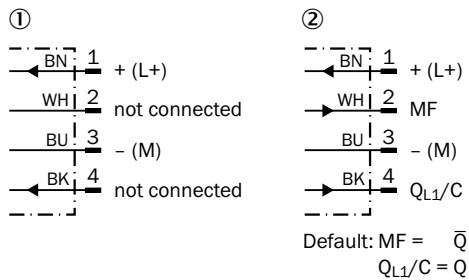 ①
BN 1 + (L+)
WH 2 not connected
BU 3 – (M)
BK 4 not connected
②
BN 1 + (L+)
WH 2 MF
BU 3 – (M)
BK 4 QL1/C
Default: MF = Q̅
QL1/C = Q